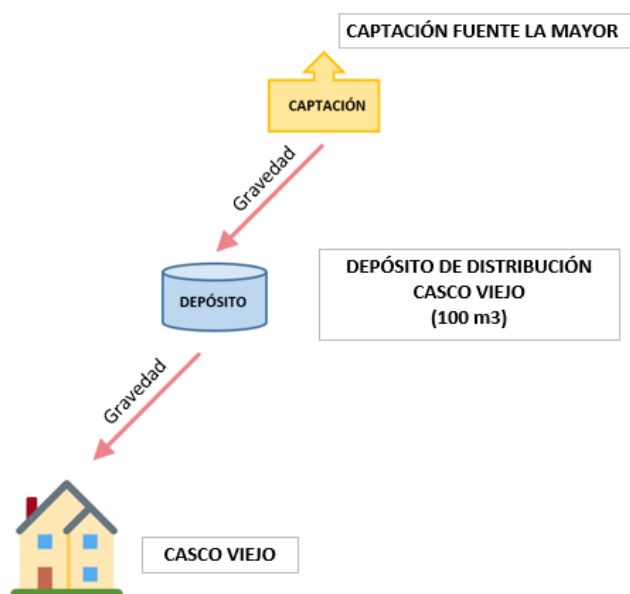 CAPTACIÓN FUENTE LA MAYOR
CAPTACIÓN
Gravedad
DEPÓSITO
DEPÓSITO DE DISTRIBUCIÓN
CASCO VIEJO
(100 m3)
Gravedad
CASCO VIEJO